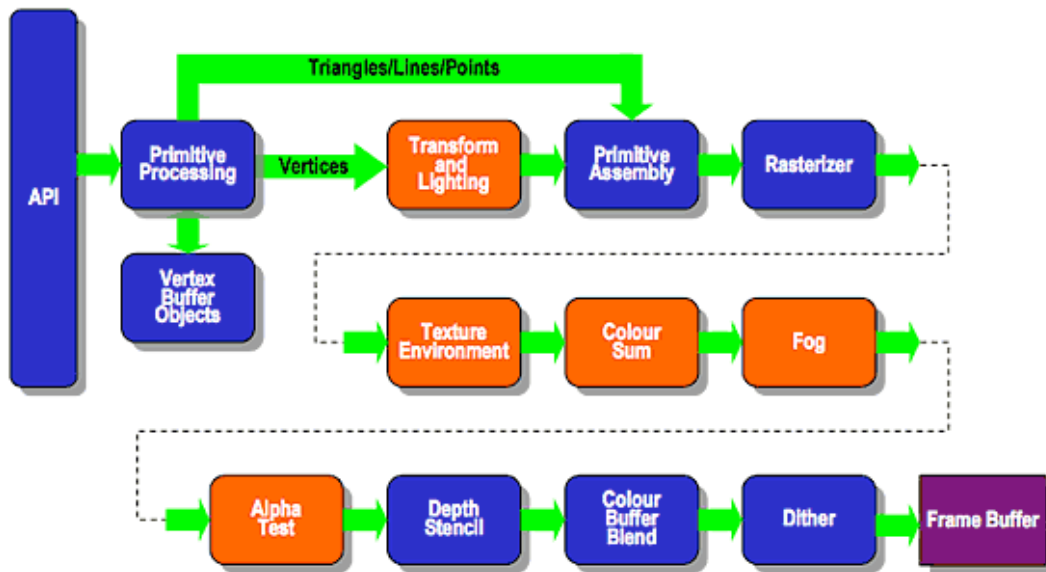 Triangles/Lines/Points
API
Primitive
Processing
Vertices
Transform
and
Lighting
Primitive
Assembly
Rasterizer
Vertex
Buffer
Objects
Texture
Environment
Colour
Sum
Fog
Alpha
Test
Depth
Stencil
Colour
Buffer
Blend
Dither
Frame Buffer